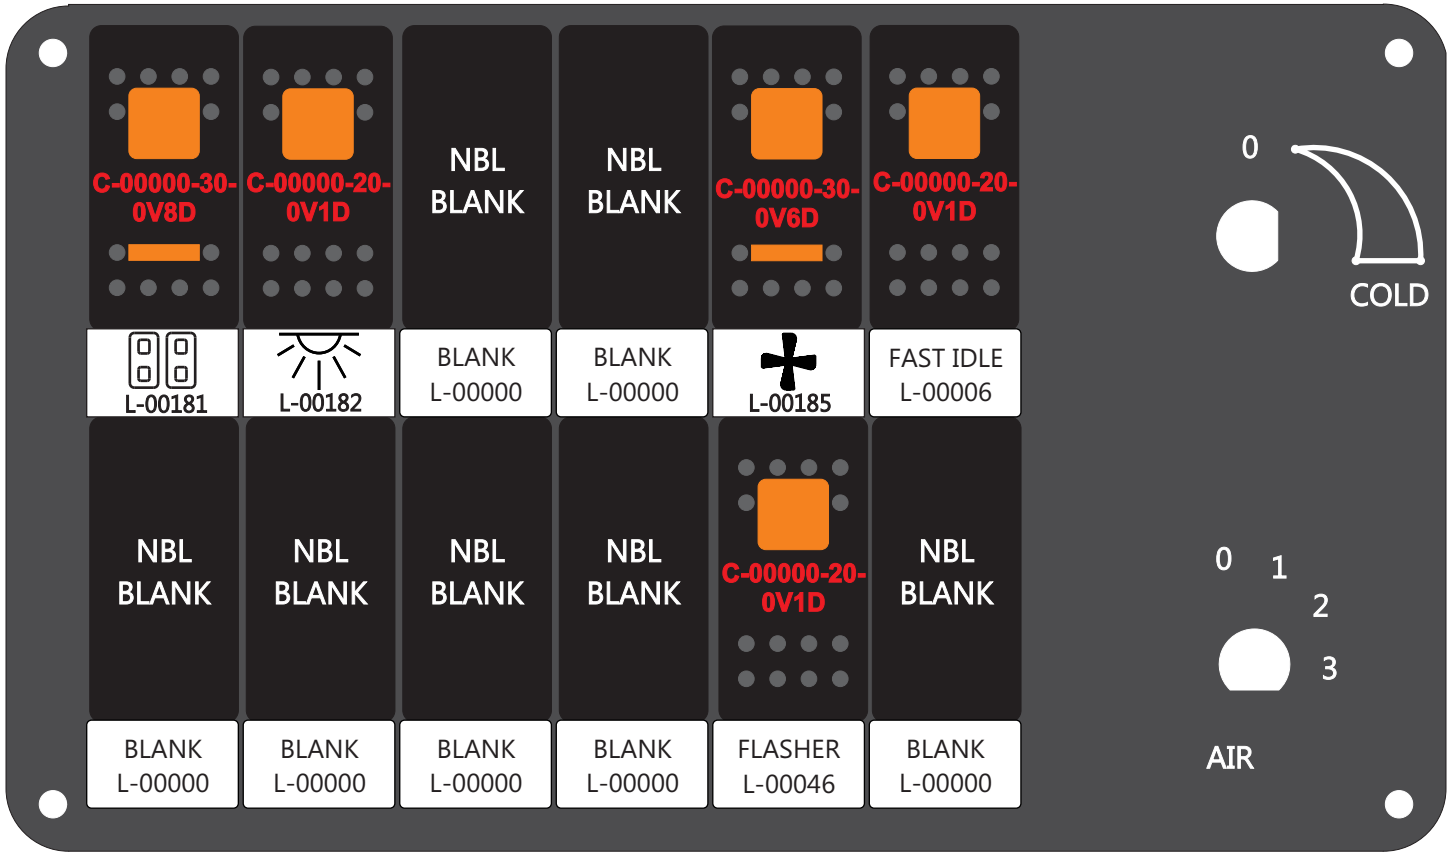 C-00000-30-
0V8D
C-00000-20-
0V1D
NBL
BLANK
NBL
BLANK
C-00000-30-
0V6D
C-00000-20-
0V1D
L-00181
L-00182
BLANK
L-00000
BLANK
L-00000
L-00185
FAST IDLE
L-00006
NBL
BLANK
NBL
BLANK
NBL
BLANK
NBL
BLANK
C-00000-20-
0V1D
NBL
BLANK
BLANK
L-00000
BLANK
L-00000
BLANK
L-00000
BLANK
L-00000
FLASHER
L-00046
BLANK
L-00000
0
COLD
0
1
2
3
AIR